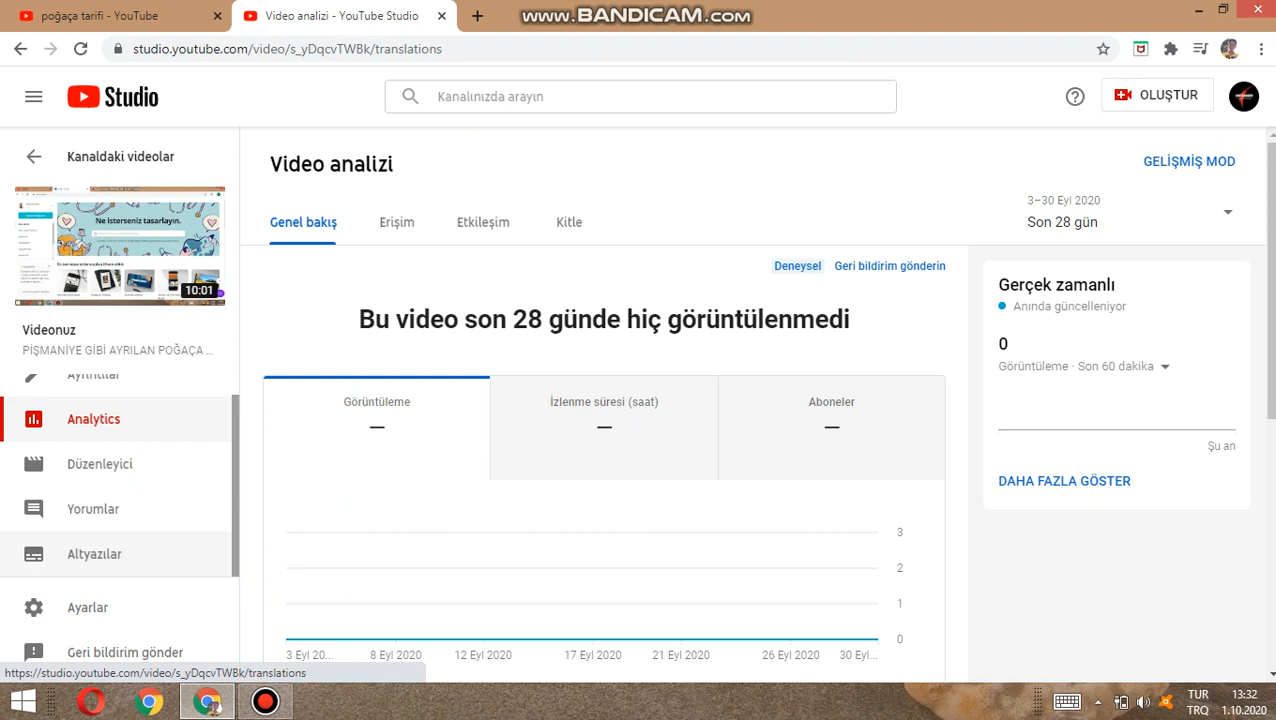 www.BANDICAM.com
poğaça tarifi - YouTube
Video analizi - YouTube Studio
studio.youtube.com/video/s_yDqcvTWBk/translations
Studio
Kanalınızda arayın
OLUŞTUR
Kanaldaki videolar
Ne isterseniz tasarlayın.
10:01
Videonuz
PİŞMANİYE GİBİ AYRILAN POĞAÇA ...
Ayrıntılar
Analytics
Düzenleyici
Yorumlar
Altyazılar
Ayarlar
Geri bildirim gönder
Video analizi
GELİŞMİŞ MOD
Genel bakış
Erişim
Etkileşim
Kitle
3–30 Eyl 2020
Son 28 gün
Deneysel
Geri bildirim gönderin
Bu video son 28 günde hiç görüntülenmedi
Görüntüleme
—
İzlenme süresi (saat)
—
Aboneler
—
3
2
1
0
3 Eyl 20...
8 Eyl 2020
12 Eyl 2020
17 Eyl 2020
21 Eyl 2020
26 Eyl 2020
30 Eyl...
Gerçek zamanlı
Anında güncelleniyor
0
Görüntüleme · Son 60 dakika
Şu an
DAHA FAZLA GÖSTER
https://studio.youtube.com/video/s_yDqcvTWBk/translations
TUR
TRQ
13:32
1.10.2020